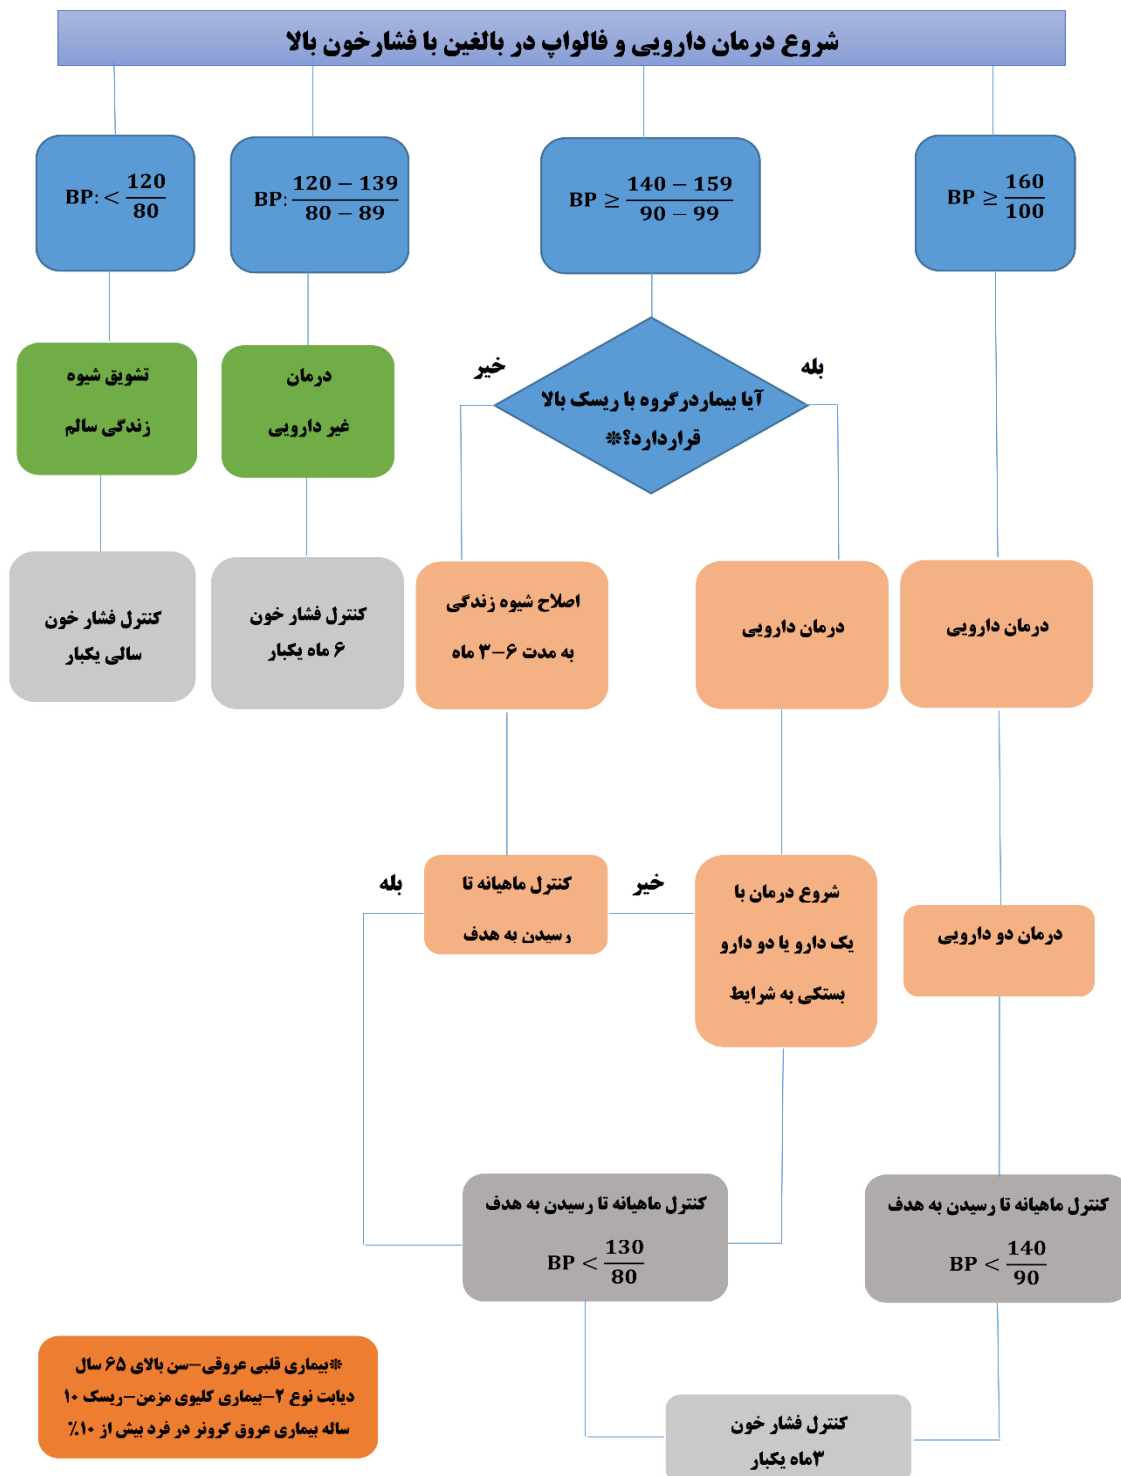 شروع درمان دارویی و فالواپ در بالغین با فشارخون بالا
BP: < 120/80
BP: 120 − 139/80 − 89
BP ≥ 140 − 159/90 − 99
BP ≥ 160/100
تشویق شیوه
زندگی سالم
درمان
غیر دارویی
خیر
بله
آیا بیماردرگروه با ریسک بالا
قراردارد؟*
کنترل فشار خون
سالی یکبار
کنترل فشار خون
۶ ماه یکبار
اصلاح شیوه زندگی
به مدت ۶–۳ ماه
درمان دارویی
درمان دارویی
بله
کنترل ماهیانه تا
رسیدن به هدف
خیر
شروع درمان با
یک دارو یا دو دارو
بستگی به شرایط
درمان دو دارویی
کنترل ماهیانه تا رسیدن به هدف
BP < 130/80
کنترل ماهیانه تا رسیدن به هدف
BP < 140/90
*بیماری قلبی عروقی–سن بالای ۶۵ سال
دیابت نوع ۲–بیماری کلیوی مزمن–ریسک ۱۰
ساله بیماری عروق کرونر در فرد بیش از ۱۰٪
کنترل فشار خون
۳ماه یکبار